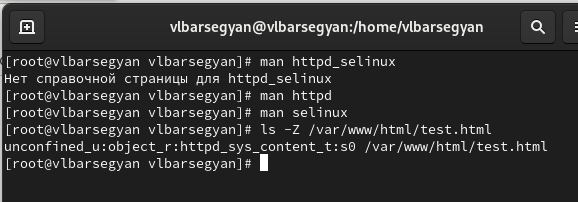 vlbarsegyan@vlbarsegyan:/home/vlbarsegyan
[root@vlbarsegyan vlbarsegyan]# man httpd_selinux
Нет справочной страницы для httpd_selinux
[root@vlbarsegyan vlbarsegyan]# man httpd
[root@vlbarsegyan vlbarsegyan]# man selinux
[root@vlbarsegyan vlbarsegyan]# ls -Z /var/www/html/test.html
unconfined_u:object_r:httpd_sys_content_t:s0 /var/www/html/test.html
[root@vlbarsegyan vlbarsegyan]#